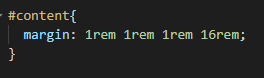 #content{
  margin: 1rem 1rem 1rem 16rem;
}